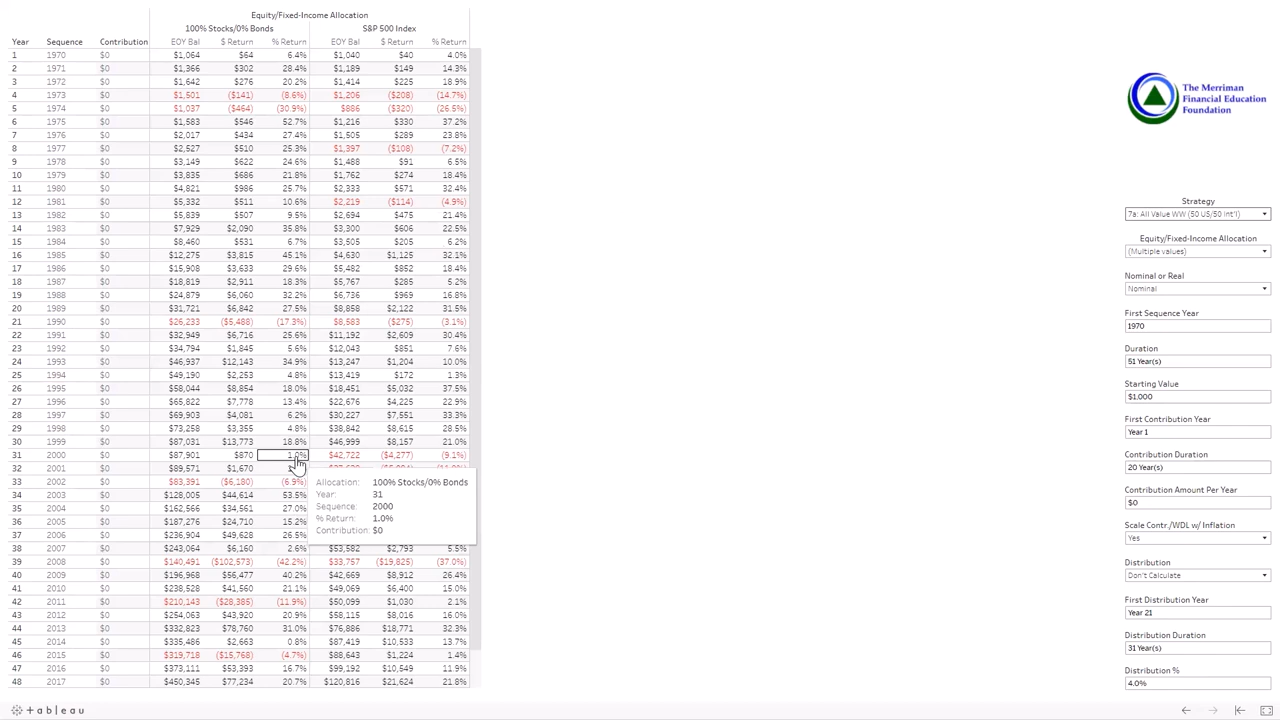 Equity/Fixed-Income Allocation
100% Stocks/0% Bonds S&P 500 Index
Year Sequence Contribution EOY Bal $ Return % Return EOY Bal $ Return % Return
1 1970 $0 $1,064 $64 6.4% $1,040 $40 4.0%
2 1971 $0 $1,366 $302 28.4% $1,189 $149 14.3%
3 1972 $0 $1,642 $276 20.2% $1,414 $225 18.9%
4 1973 $0 $1,501 ($141) (8.6%) $1,206 ($208) (14.7%)
5 1974 $0 $1,037 ($464) (30.9%) $886 ($320) (26.5%)
6 1975 $0 $1,583 $546 52.7% $1,216 $330 37.2%
7 1976 $0 $2,017 $434 27.4% $1,505 $289 23.8%
8 1977 $0 $2,527 $510 25.3% $1,397 ($108) (7.2%)
9 1978 $0 $3,149 $622 24.6% $1,488 $91 6.5%
10 1979 $0 $3,835 $686 21.8% $1,762 $274 18.4%
11 1980 $0 $4,821 $986 25.7% $2,333 $571 32.4%
12 1981 $0 $5,332 $511 10.6% $2,219 ($114) (4.9%)
13 1982 $0 $5,839 $507 9.5% $2,694 $475 21.4%
14 1983 $0 $7,929 $2,090 35.8% $3,300 $606 22.5%
15 1984 $0 $8,460 $531 6.7% $3,505 $205 6.2%
16 1985 $0 $12,275 $3,815 45.1% $4,630 $1,125 32.1%
17 1986 $0 $15,908 $3,633 29.6% $5,482 $852 18.4%
18 1987 $0 $18,819 $2,911 18.3% $5,767 $285 5.2%
19 1988 $0 $24,879 $6,060 32.2% $6,736 $969 16.8%
20 1989 $0 $31,721 $6,842 27.5% $8,858 $2,122 31.5%
21 1990 $0 $26,233 ($5,488) (17.3%) $8,583 ($275) (3.1%)
22 1991 $0 $32,949 $6,716 25.6% $11,192 $2,609 30.4%
23 1992 $0 $34,794 $1,845 5.6% $12,043 $851 7.6%
24 1993 $0 $46,937 $12,143 34.9% $13,247 $1,204 10.0%
25 1994 $0 $49,190 $2,253 4.8% $13,419 $172 1.3%
26 1995 $0 $58,044 $8,854 18.0% $18,451 $5,032 37.5%
27 1996 $0 $65,822 $7,778 13.4% $22,676 $4,225 22.9%
28 1997 $0 $69,903 $4,081 6.2% $30,227 $7,551 33.3%
29 1998 $0 $73,258 $3,355 4.8% $38,842 $8,615 28.5%
30 1999 $0 $87,031 $13,773 18.8% $46,999 $8,157 21.0%
31 2000 $0 $87,901 $870 1.0% $42,722 ($4,277) (9.1%)
32 2001 $0 $89,571 $1,670
33 2002 $0 $83,391 ($6,180) (6.9%)
34 2003 $0 $128,005 $44,614 53.5%
35 2004 $0 $162,566 $34,561 27.0%
36 2005 $0 $187,276 $24,710 15.2%
37 2006 $0 $236,904 $49,628 26.5%
38 2007 $0 $243,064 $6,160 2.6% $53,582 $2,793 5.5%
39 2008 $0 $140,491 ($102,573) (42.2%) $33,757 ($19,825) (37.0%)
40 2009 $0 $196,968 $56,477 40.2% $42,669 $8,912 26.4%
41 2010 $0 $238,528 $41,560 21.1% $49,069 $6,400 15.0%
42 2011 $0 $210,143 ($28,385) (11.9%) $50,099 $1,030 2.1%
43 2012 $0 $254,063 $43,920 20.9% $58,115 $8,016 16.0%
44 2013 $0 $332,823 $78,760 31.0% $76,886 $18,771 32.3%
45 2014 $0 $335,486 $2,663 0.8% $87,419 $10,533 13.7%
46 2015 $0 $319,718 ($15,768) (4.7%) $88,643 $1,224 1.4%
47 2016 $0 $373,111 $53,393 16.7% $99,192 $10,549 11.9%
48 2017 $0 $450,345 $77,234 20.7% $120,816 $21,624 21.8%
Allocation: 100% Stocks/0% Bonds
Year: 31
Sequence: 2000
% Return: 1.0%
Contribution: $0
The Merriman
Financial Education
Foundation
Strategy
7a: All Value WW (50 US/50 Int'l)
Equity/Fixed-Income Allocation
(Multiple values)
Nominal or Real
Nominal
First Sequence Year
1970
Duration
51 Year(s)
Starting Value
$1,000
First Contribution Year
Year 1
Contribution Duration
20 Year(s)
Contribution Amount Per Year
$0
Scale Contr./WDL w/ Inflation
Yes
Distribution
Don't Calculate
First Distribution Year
Year 21
Distribution Duration
31 Year(s)
Distribution %
4.0%
+ableau